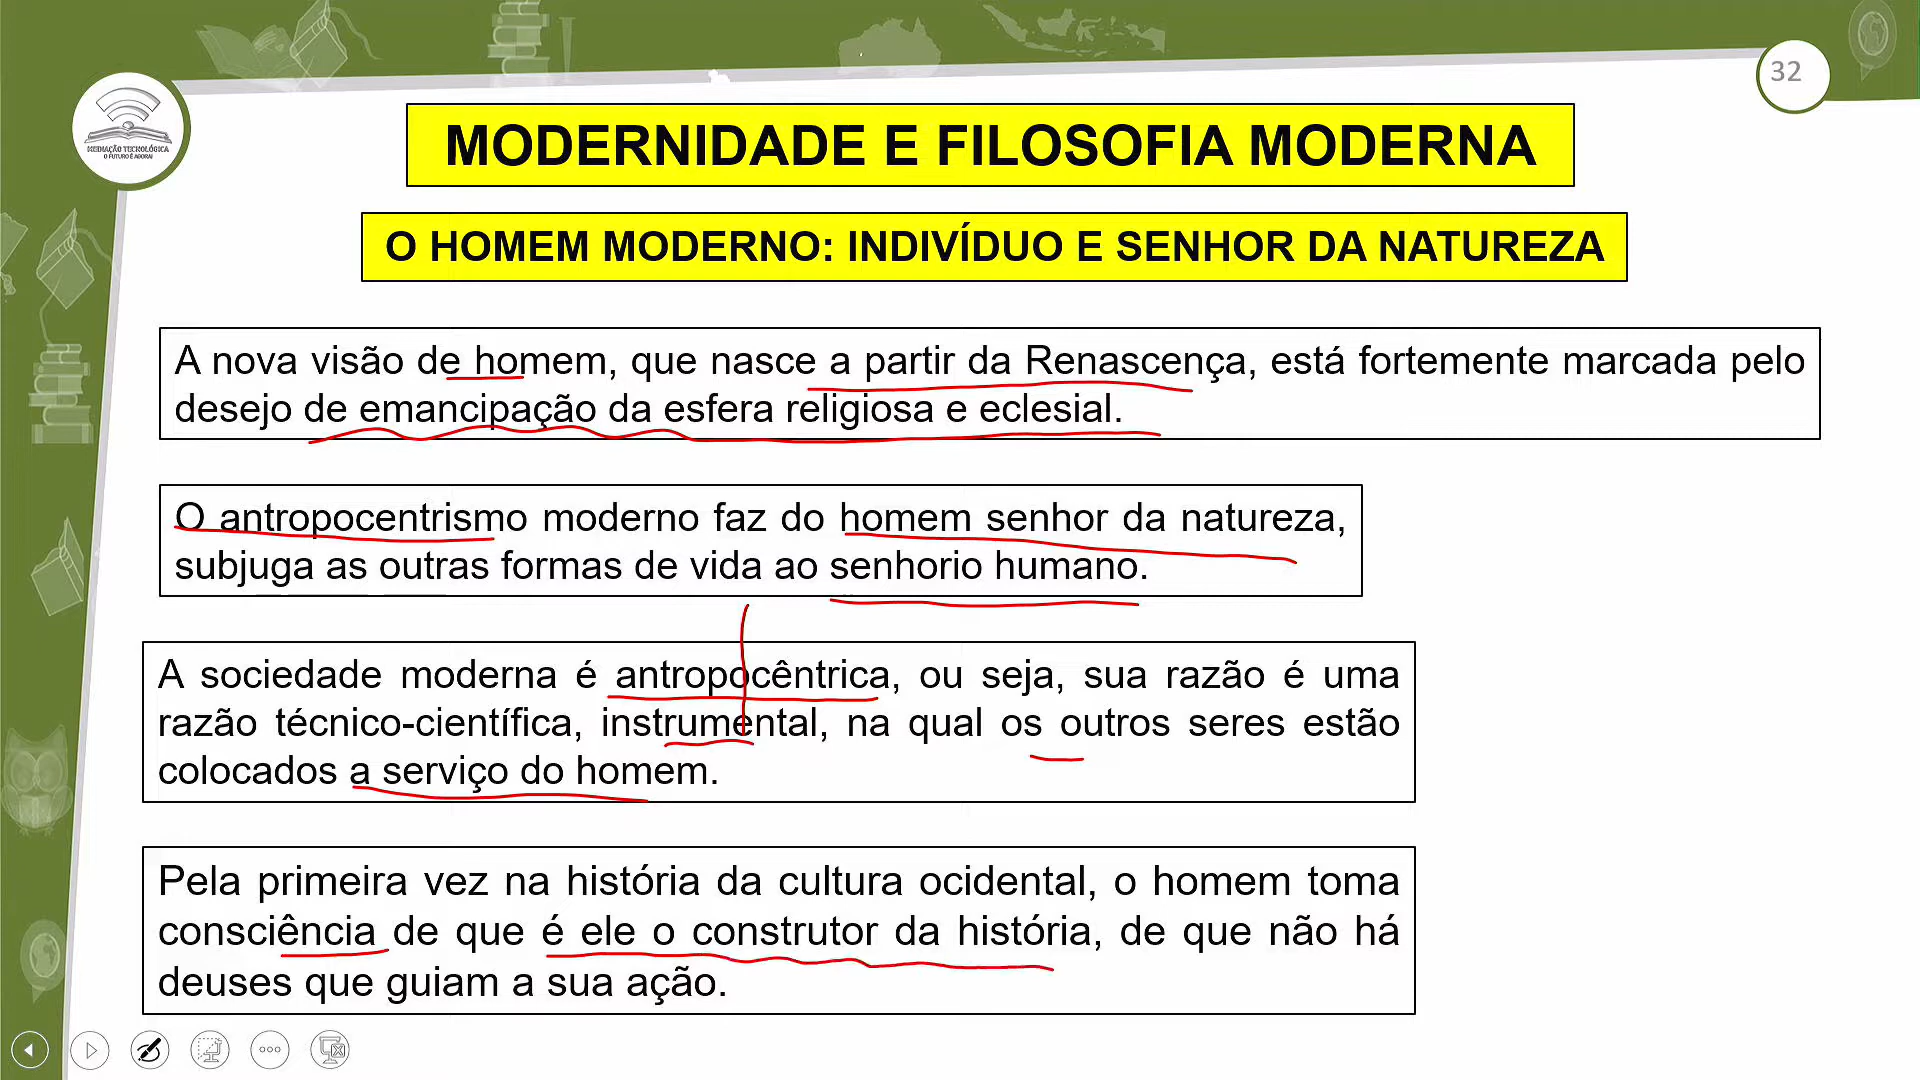 32
MEDIAÇÃO TECNOLÓGICA
O FUTURO É AGORA!
MODERNIDADE E FILOSOFIA MODERNA
O HOMEM MODERNO: INDIVÍDUO E SENHOR DA NATUREZA
A nova visão de homem, que nasce a partir da Renascença, está fortemente marcada pelo
desejo de emancipação da esfera religiosa e eclesial.
O antropocentrismo moderno faz do homem senhor da natureza,
subjuga as outras formas de vida ao senhorio humano.
A sociedade moderna é antropocêntrica, ou seja, sua razão é uma
razão técnico-científica, instrumental, na qual os outros seres estão
colocados a serviço do homem.
Pela primeira vez na história da cultura ocidental, o homem toma
consciência de que é ele o construtor da história, de que não há
deuses que guiam a sua ação.